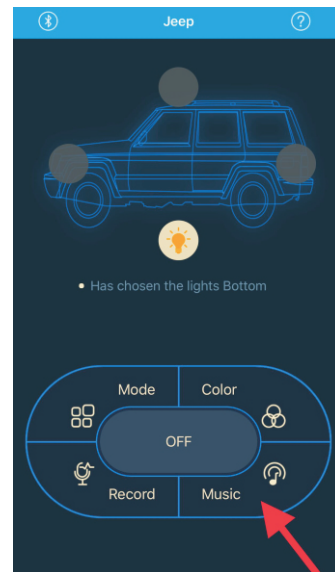 Jeep
Has chosen the lights Bottom
Mode Color
OFF
Record Music